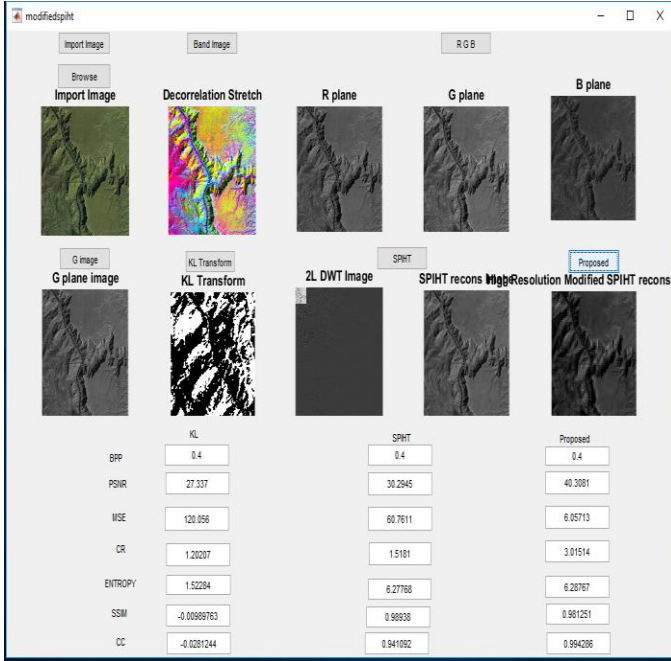 modifiedspiht
Import Image Band Image R G B
Browse
Import Image Decorrelation Stretch R plane G plane B plane
G image KL Transform SPIHT Proposed
G plane image KL Transform 2L DWT Image SPIHT recons Resolution Modified SPIHT recons
KL SPIHT Proposed
BPP 0.4 0.4 0.4
PSNR 27.337 30.2945 40.3081
MSE 120.056 60.7611 6.05713
CR 1.20207 1.5181 3.01514
ENTROPY 1.52284 6.27768 6.28767
SSIM -0.00989763 0.98938 0.981251
CC -0.0281244 0.941092 0.994286